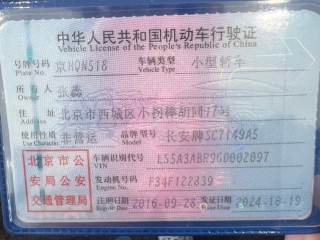 中华人民共和国机动车行驶证
Vehicle License of the People's Republic of China
号牌号码 京HQN518 车辆类型 小型轿车
Plate No. Vehicle Type
所有人 张蕊
Owner
住址 北京市西城区小拐棒胡同17号
Address
使用性质 非营运 品牌型号 长安牌SC7149A5
Use Character Model
北京市公 车辆识别代号 LS5A3ABR9GD002897
VIN
安局公安 发动机号码 F34F122839
Engine No.
交通管理局 注册日期 2016-09-28 发证日期 2024-10-19
Register Date Issue Date